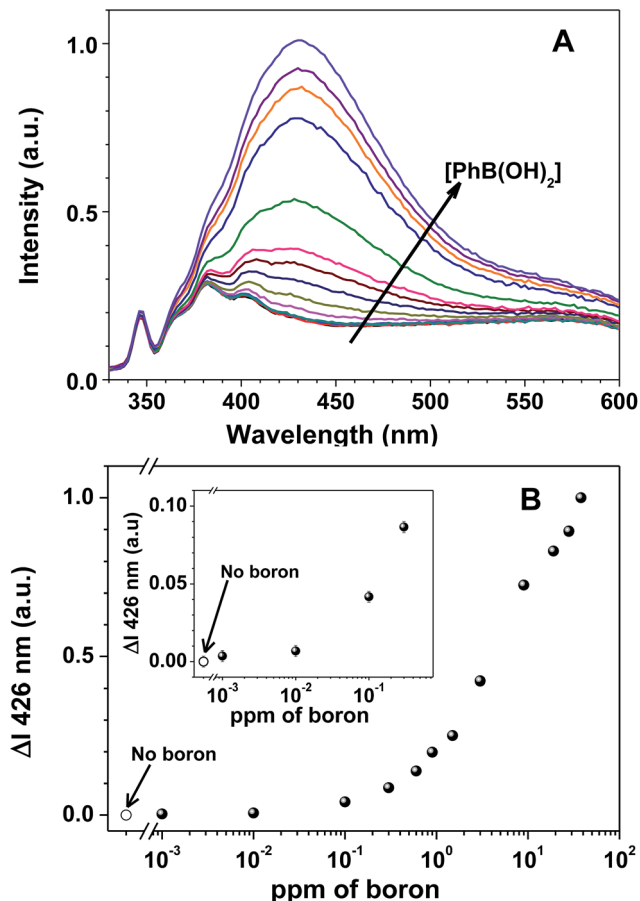 A
1.0
0.5
0.0
Intensity (a.u.)
[PhB(OH)₂]
350 400 450 500 550 600
Wavelength (nm)
B
1.0
0.5
0.0
ΔI 426 nm (a.u.)
No boron
10⁻³ 10⁻² 10⁻¹ 10⁰ 10¹ 10²
ppm of boron
0.10
0.05
0.00
ΔI 426 nm (a.u)
No boron
10⁻³ 10⁻² 10⁻¹
ppm of boron